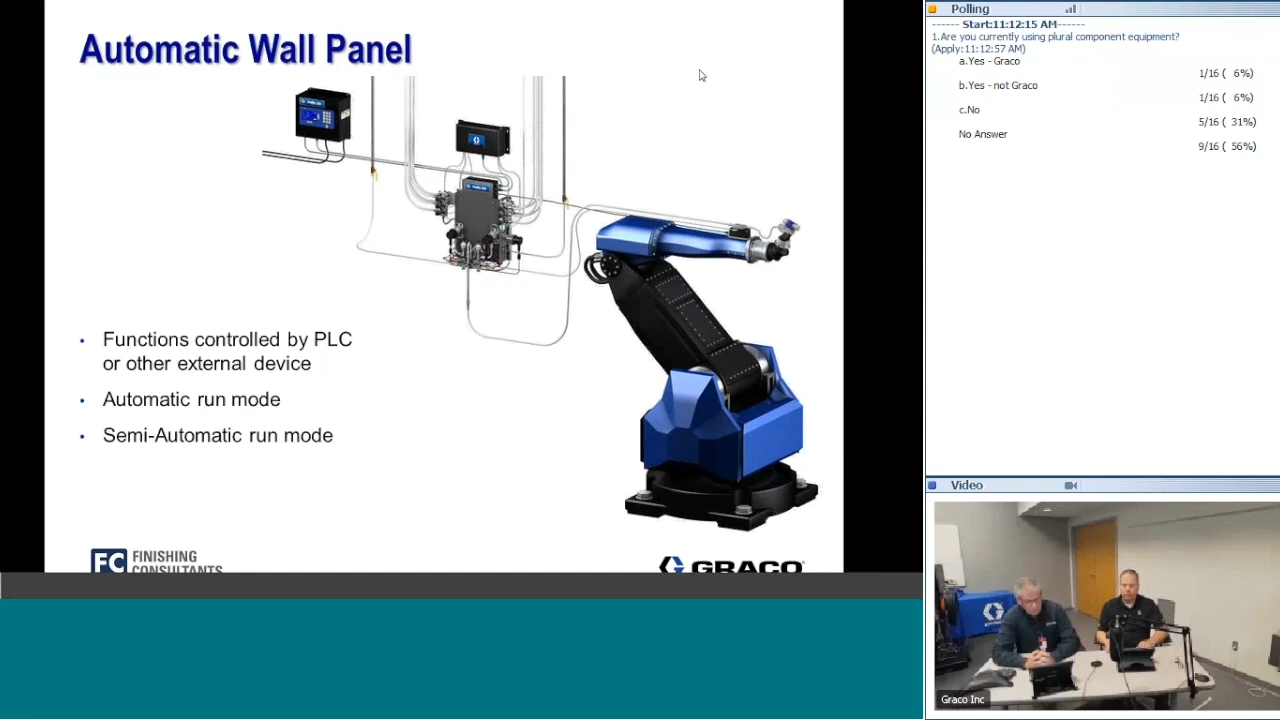 Automatic Wall Panel
• Functions controlled by PLC
or other external device
• Automatic run mode
• Semi-Automatic run mode
FC FINISHING
CONSULTANTS
GRACO
Polling
------ Start:11:12:15 AM------
1.Are you currently using plural component equipment?
(Apply:11:12:57 AM)
a.Yes - Graco
1/16 ( 6%)
b.Yes - not Graco
1/16 ( 6%)
c.No
5/16 ( 31%)
No Answer
9/16 ( 56%)
Video
Graco Inc